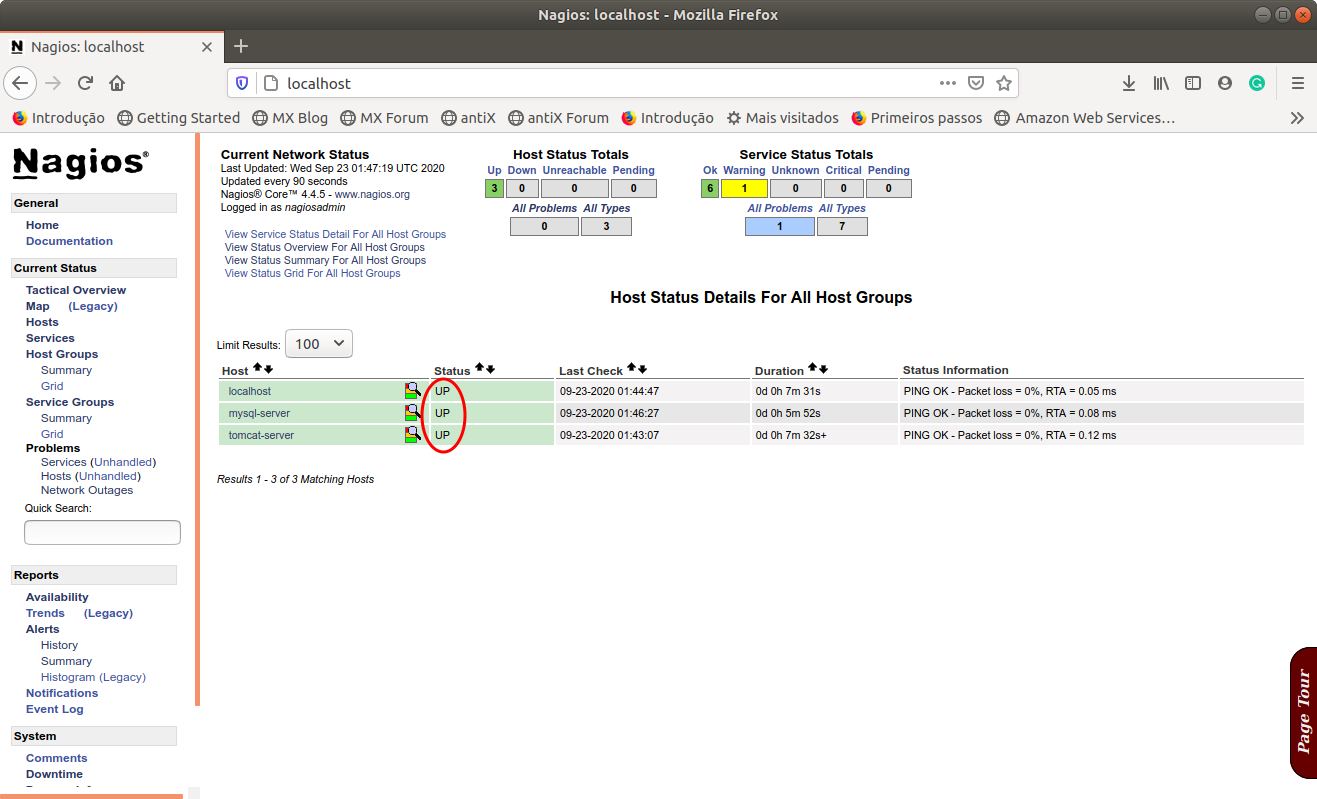 Nagios: localhost - Mozilla Firefox
Nagios: localhost
localhost
Introdução Getting Started MX Blog MX Forum antiX antiX Forum Introdução Mais visitados Primeiros passos Amazon Web Services…
Nagios®
General
Home
Documentation
Current Status
Tactical Overview
Map (Legacy)
Hosts
Services
Host Groups
Summary
Grid
Service Groups
Summary
Grid
Problems
Services (Unhandled)
Hosts (Unhandled)
Network Outages
Quick Search:
Reports
Availability
Trends (Legacy)
Alerts
History
Summary
Histogram (Legacy)
Notifications
Event Log
System
Comments
Downtime
Current Network Status
Last Updated: Wed Sep 23 01:47:19 UTC 2020
Updated every 90 seconds
Nagios® Core™ 4.4.5 - www.nagios.org
Logged in as nagiosadmin
View Service Status Detail For All Host Groups
View Status Overview For All Host Groups
View Status Summary For All Host Groups
View Status Grid For All Host Groups
Host Status Totals
Up Down Unreachable Pending
3 0 0 0
All Problems All Types
0 3
Service Status Totals
Ok Warning Unknown Critical Pending
6 1 0 0 0
All Problems All Types
1 7
Host Status Details For All Host Groups
Limit Results: 100
Host Status Last Check Duration Status Information
localhost UP 09-23-2020 01:44:47 0d 0h 7m 31s PING OK - Packet loss = 0%, RTA = 0.05 ms
mysql-server UP 09-23-2020 01:46:27 0d 0h 5m 52s PING OK - Packet loss = 0%, RTA = 0.08 ms
tomcat-server UP 09-23-2020 01:43:07 0d 0h 7m 32s+ PING OK - Packet loss = 0%, RTA = 0.12 ms
Results 1 - 3 of 3 Matching Hosts
Page Tour